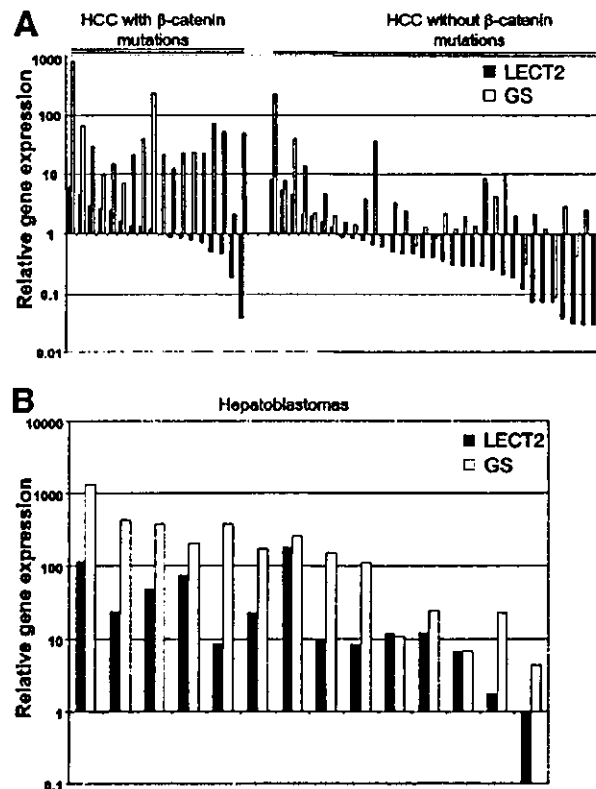 A
HCC with β-catenin mutations
HCC without β-catenin mutations
Relative gene expression
1000
100
10
1
0.1
0.01
LECT2
GS
B
Hepatoblastomas
Relative gene expression
10000
1000
100
10
1
0.1
LECT2
GS